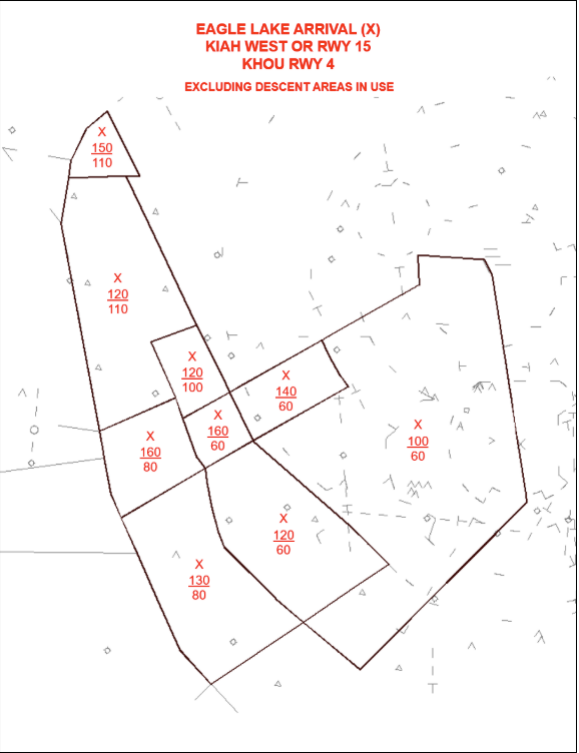 EAGLE LAKE ARRIVAL (X)
KIAH WEST OR RWY 15
KHOU RWY 4
EXCLUDING DESCENT AREAS IN USE
X
150
110
X
120
110
X
120
100
X
140
60
X
160
60
X
100
60
X
160
80
X
120
60
X
130
80